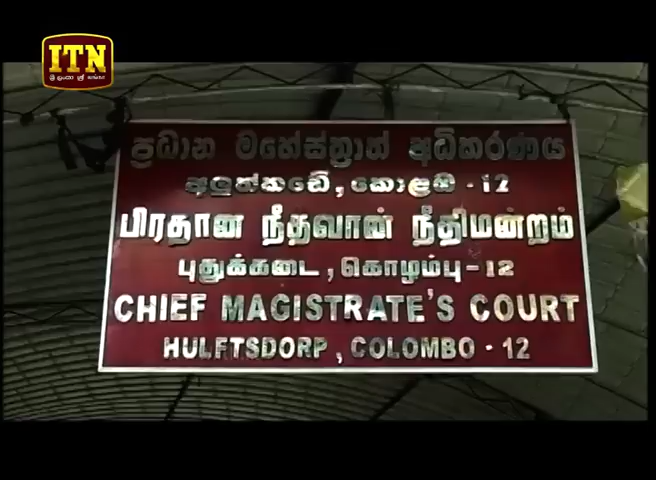 ITN
ශ්‍රී ලංකා ශ්‍රී லங்கா
ප්‍රධාන මහේස්ත්‍රාත් අධිකරණය
අලුත්කඩේ, කොළඹ - 12
பிரதான நீதவான் நீதிமன்றம்
புதுக்கடை, கொழும்பு - 12
CHIEF MAGISTRATE'S COURT
HULFTSDORP, COLOMBO - 12